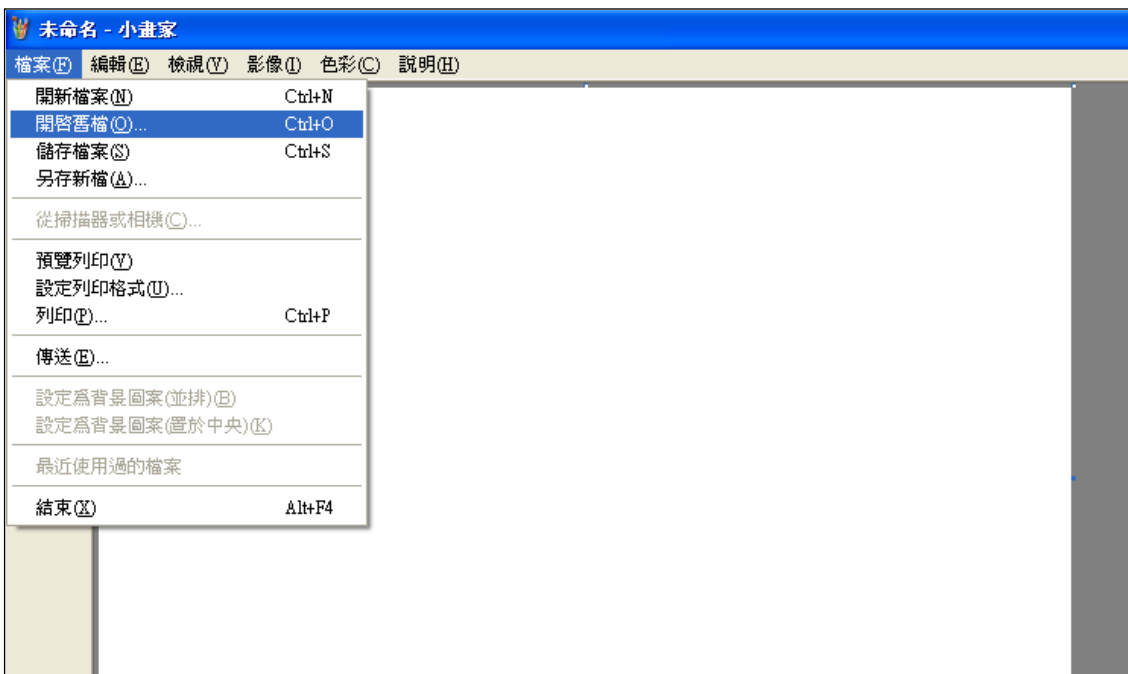 未命名 - 小畫家
檔案(F) 編輯(E) 檢視(V) 影像(I) 色彩(C) 說明(H)
開新檔案(N) Ctrl+N
開啓舊檔(O)... Ctrl+O
儲存檔案(S) Ctrl+S
另存新檔(A)...
從掃描器或相機(C)...
預覽列印(V)
設定列印格式(U)...
列印(P)... Ctrl+P
傳送(E)...
設定爲背景圖案(並排)(B)
設定爲背景圖案(置於中央)(K)
最近使用過的檔案
結束(X) Alt+F4